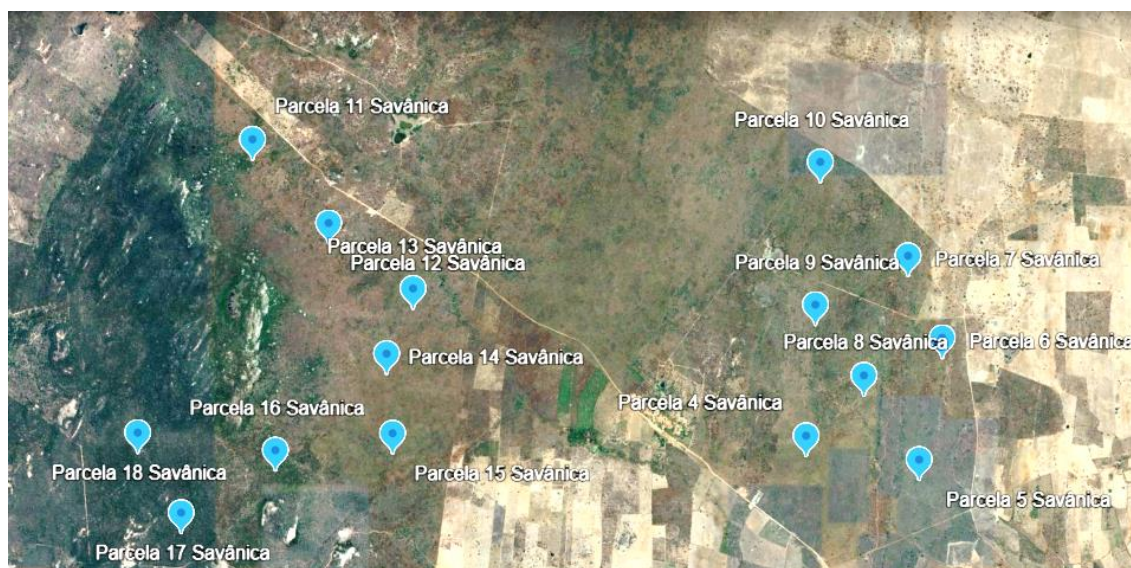 Parcela 11 Savânica
Parcela 10 Savânica
Parcela 13 Savânica
Parcela 12 Savânica
Parcela 9 Savânica
Parcela 7 Savânica
Parcela 8 Savânica
Parcela 6 Savânica
Parcela 14 Savânica
Parcela 16 Savânica
Parcela 4 Savânica
Parcela 18 Savânica
Parcela 15 Savânica
Parcela 5 Savânica
Parcela 17 Savânica